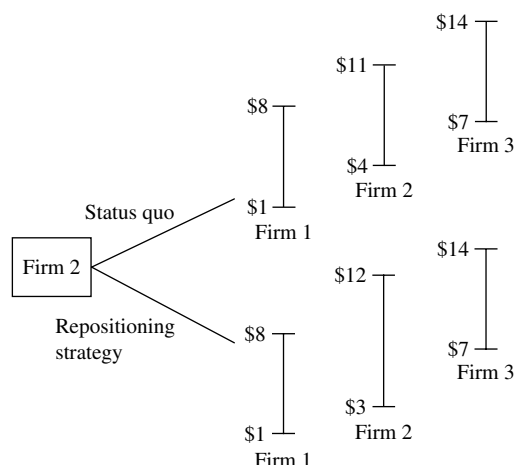 $14
$11
$8
$7
Firm 3
$4
Firm 2
Status quo
$1
Firm 1
Firm 2
$14
$12
Repositioning
strategy
$8
$7
Firm 3
$3
Firm 2
$1
Firm 1